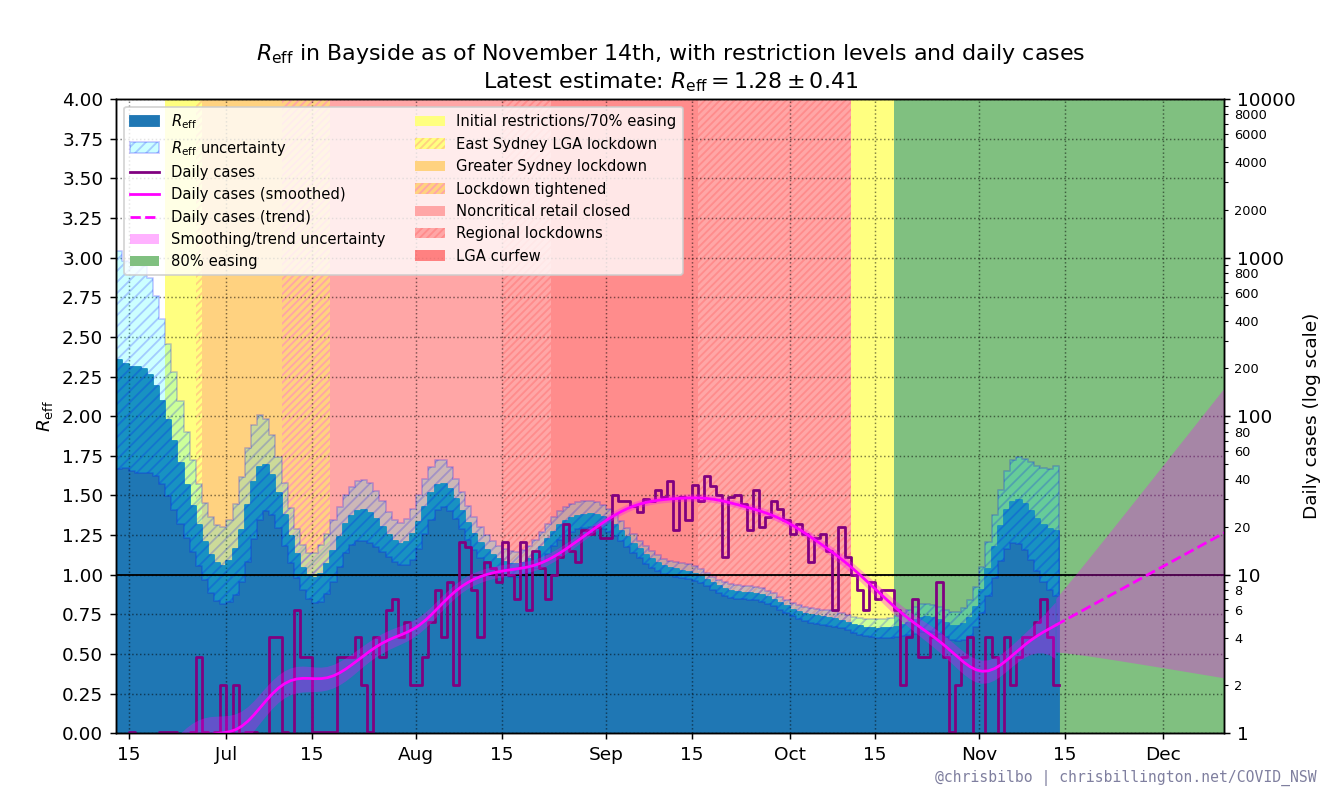 R_eff in Bayside as of November 14th, with restriction levels and daily cases
Latest estimate: R_eff = 1.28 ± 0.41
R_eff
R_eff uncertainty
Daily cases
Daily cases (smoothed)
Daily cases (trend)
Smoothing/trend uncertainty
80% easing
Initial restrictions/70% easing
East Sydney LGA lockdown
Greater Sydney lockdown
Lockdown tightened
Noncritical retail closed
Regional lockdowns
LGA curfew
R_eff
4.00
3.75
3.50
3.25
3.00
2.75
2.50
2.25
2.00
1.75
1.50
1.25
1.00
0.75
0.50
0.25
0.00
15 Jul 15 Aug 15 Sep 15 Oct 15 Nov 15 Dec
10000
8000
6000
4000
2000
1000
800
600
400
200
100
80
60
40
20
10
8
6
4
2
1
Daily cases (log scale)
@chrisbilbo | chrisbillington.net/COVID_NSW